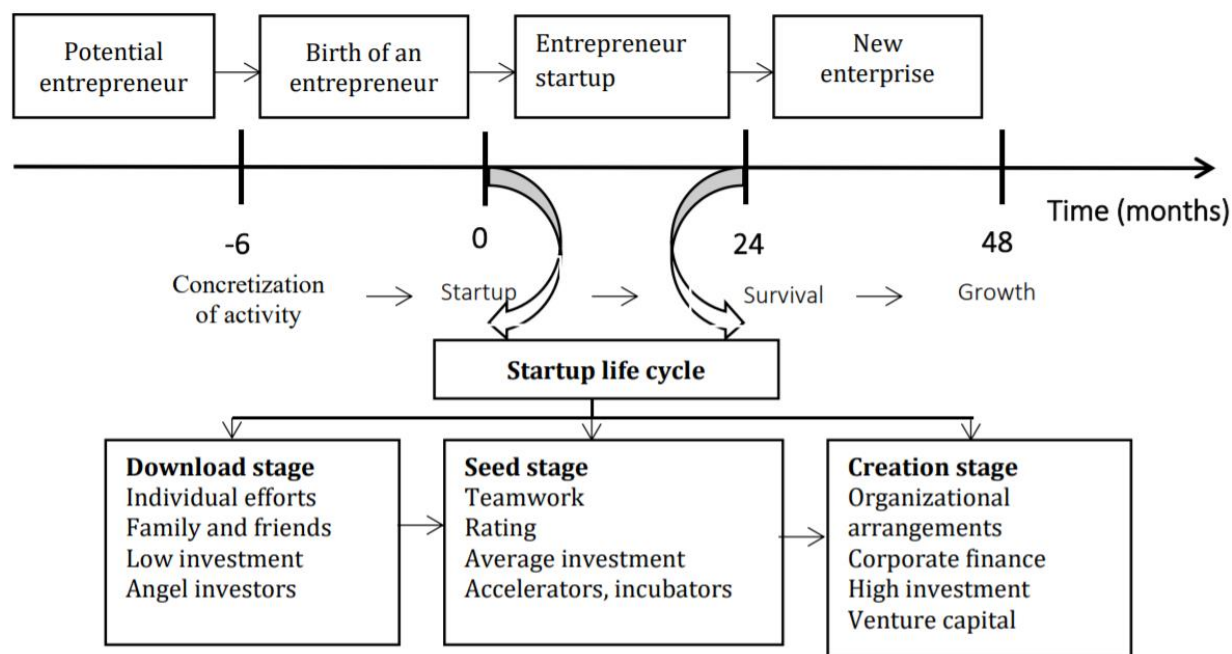 Potential
entrepreneur
Birth of an
entrepreneur
Entrepreneur
startup
New
enterprise
Time (months)
-6
0
24
48
Concretization
of activity
Startup
Survival
Growth
Startup life cycle
Download stage
Individual efforts
Family and friends
Low investment
Angel investors
Seed stage
Teamwork
Rating
Average investment
Accelerators, incubators
Creation stage
Organizational
arrangements
Corporate finance
High investment
Venture capital